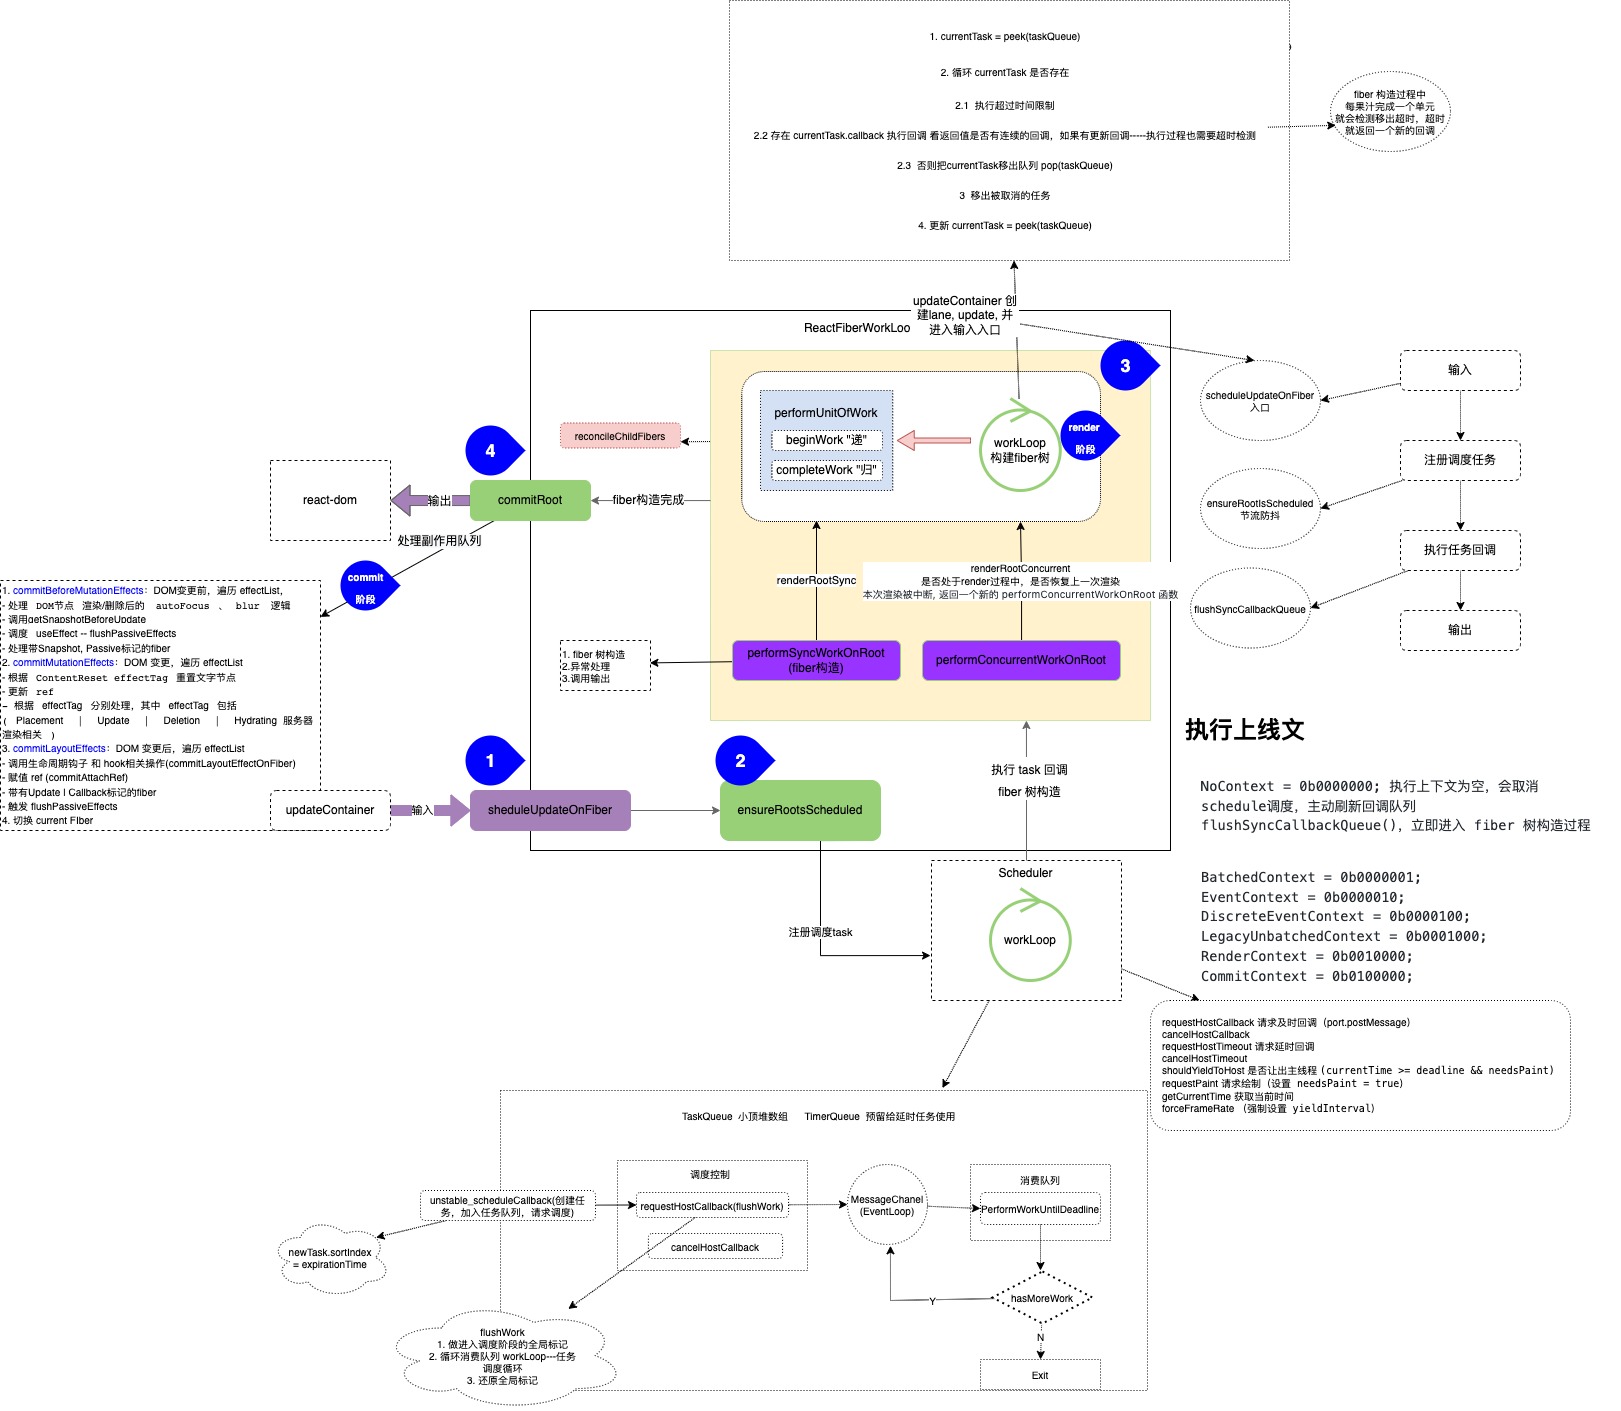 1. currentTask = peek(taskQueue)
2. 循环 currentTask 是否存在
2.1 执行超过时间限制
2.2 存在 currentTask.callback 执行回调 看返回值是否有连续的回调，如果有更新回调-----执行过程也需要超时检测
2.3 否则把currentTask移出队列 pop(taskQueue)
3 移出被取消的任务
4. 更新 currentTask = peek(taskQueue)
fiber 构造过程中
每果汁完成一个单元
就会检测移出超时，超时
就返回一个新的回调
updateContainer 创
建lane, update, 并
进入输入入口
ReactFiberWorkLoo
3
performUnitOfWork
beginWork "递"
completeWork "归"
workLoop
构建fiber树
render
阶段
reconcileChildFibers
4
commitRoot
fiber构造完成
输出
react-dom
处理副作用队列
commit
阶段
renderRootSync
renderRootConcurrent
是否处于render过程中，是否恢复上一次渲染
本次渲染被中断, 返回一个新的 performConcurrentWorkOnRoot 函数
performSyncWorkOnRoot
(fiber构造)
performConcurrentWorkOnRoot
1. fiber 树构造
2.异常处理
3.调用输出
scheduleUpdateOnFiber
入口
输入
注册调度任务
ensureRootIsScheduled
节流防抖
执行任务回调
flushSyncCallbackQueue
输出
1. commitBeforeMutationEffects：DOM变更前，遍历 effectList,
- 处理 DOM节点 渲染/删除后的 autoFocus 、 blur 逻辑
- 调用getSnapshotBeforeUpdate
- 调度 useEffect -- flushPassiveEffects
- 处理带Snapshot, Passive标记的fiber
2. commitMutationEffects：DOM 变更，遍历 effectList
- 根据 ContentReset effectTag 重置文字节点
- 更新 ref
– 根据 effectTag 分别处理，其中 effectTag 包括
( Placement | Update | Deletion | Hydrating 服务器
渲染相关 )
3. commitLayoutEffects：DOM 变更后，遍历 effectList
- 调用生命周期钩子 和 hook相关操作(commitLayoutEffectOnFiber)
- 赋值 ref (commitAttachRef)
- 带有Update | Callback标记的fiber
- 触发 flushPassiveEffects
4. 切换 current FIber
updateContainer
输入
1
sheduleUpdateOnFiber
2
ensureRootsScheduled
执行 task 回调
fiber 树构造
注册调度task
Scheduler
workLoop
执行上线文
NoContext = 0b0000000; 执行上下文为空，会取消
schedule调度，主动刷新回调队列
flushSyncCallbackQueue()，立即进入 fiber 树构造过程
BatchedContext = 0b0000001;
EventContext = 0b0000010;
DiscreteEventContext = 0b0000100;
LegacyUnbatchedContext = 0b0001000;
RenderContext = 0b0010000;
CommitContext = 0b0100000;
requestHostCallback 请求及时回调（port.postMessage）
cancelHostCallback
requestHostTimeout 请求延时回调
cancelHostTimeout
shouldYieldToHost 是否让出主线程 (currentTime >= deadline && needsPaint)
requestPaint 请求绘制（设置 needsPaint = true）
getCurrentTime 获取当前时间
forceFrameRate （强制设置 yieldInterval）
TaskQueue 小顶堆数组 TimerQueue 预留给延时任务使用
调度控制
unstable_scheduleCallback(创建任
务，加入任务队列，请求调度)
requestHostCallback(flushWork)
cancelHostCallback
MessageChanel
(EventLoop)
消费队列
PerformWorkUntilDeadline
newTask.sortIndex
= expirationTime
hasMoreWork
Y
N
Exit
flushWork
1. 做进入调度阶段的全局标记
2. 循环消费队列 workLoop---任务
调度循环
3. 还原全局标记